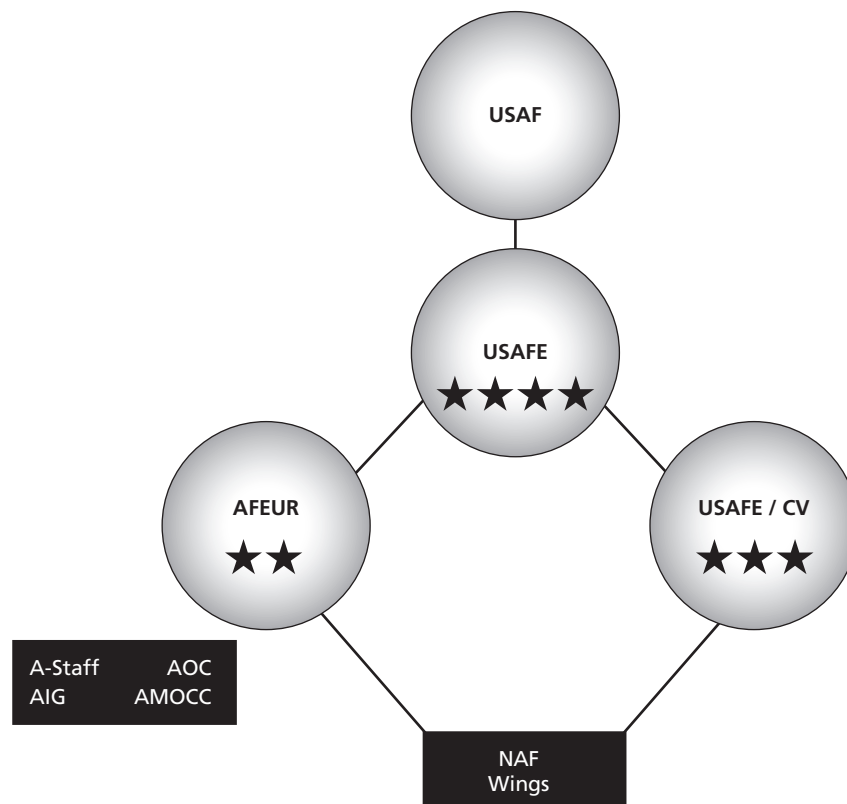 USAF
USAFE
AFEUR
USAFE / CV
A-Staff AOC
AIG AMOCC
NAF
Wings